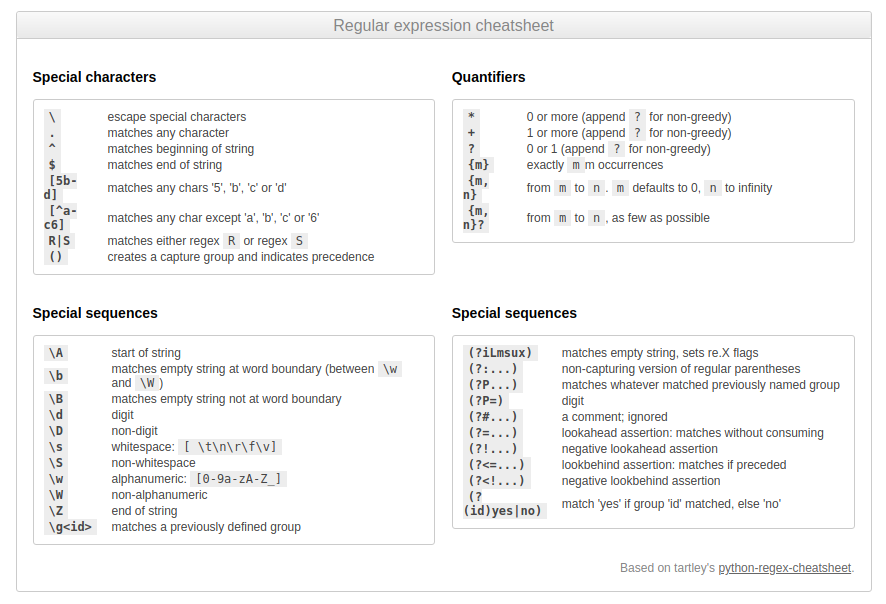 Regular expression cheatsheet
Special characters
\ escape special characters
. matches any character
^ matches beginning of string
$ matches end of string
[5b-
d] matches any chars '5', 'b', 'c' or 'd'
[^a-
c6] matches any char except 'a', 'b', 'c' or '6'
R|S matches either regex R or regex S
() creates a capture group and indicates precedence
Quantifiers
* 0 or more (append ? for non-greedy)
+ 1 or more (append ? for non-greedy)
? 0 or 1 (append ? for non-greedy)
{m} exactly m m occurrences
{m,
n} from m to n. m defaults to 0, n to infinity
{m,
n}? from m to n, as few as possible
Special sequences
\A start of string
\b matches empty string at word boundary (between \w
and \W)
\B matches empty string not at word boundary
\d digit
\D non-digit
\s whitespace: [ \t\n\r\f\v]
\S non-whitespace
\w alphanumeric: [0-9a-zA-Z_]
\W non-alphanumeric
\Z end of string
\g<id> matches a previously defined group
Special sequences
(?iLmsux) matches empty string, sets re.X flags
(?:...) non-capturing version of regular parentheses
(?P...) matches whatever matched previously named group
(?P=) digit
(?#...) a comment; ignored
(?=...) lookahead assertion: matches without consuming
(?!...) negative lookahead assertion
(?<=...) lookbehind assertion: matches if preceded
(?<!...) negative lookbehind assertion
(?
(id)yes|no) match 'yes' if group 'id' matched, else 'no'
Based on tartley's python-regex-cheatsheet.